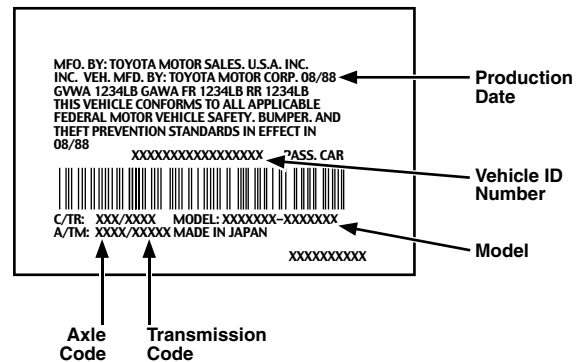 MFO. BY: TOYOTA MOTOR SALES. U.S.A. INC.
INC. VEH. MFD. BY: TOYOTA MOTOR CORP. 08/88
GVWA 1234LB GAWA FR 1234LB RR 1234LB
THIS VEHICLE CONFORMS TO ALL APPLICABLE
FEDERAL MOTOR VEHICLE SAFETY. BUMPER. AND
THEFT PREVENTION STANDARDS IN EFFECT IN
08/88
XXXXXXXXXXXXXXXXX PASS. CAR
C/TR: XXX/XXXX MODEL: XXXXXXX-XXXXXXX
A/TM: XXXX/XXXXX MADE IN JAPAN
XXXXXXXXXX
Production
Date
Vehicle ID
Number
Model
Axle
Code
Transmission
Code